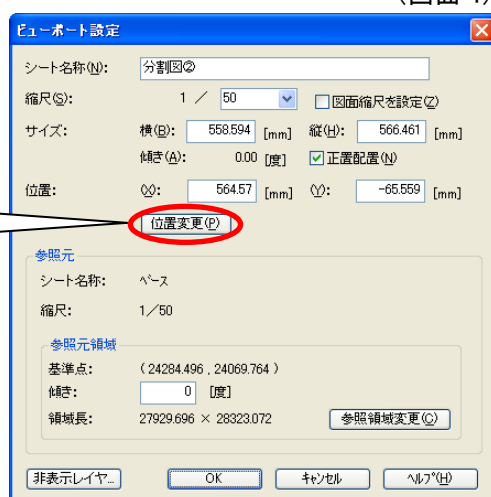 (画面 4)
ビューポート設定
シート名称(N): 分割図②
縮尺(S): 1 ／ 50 図面縮尺を設定(Z)
サイズ: 横(B): 558.594 [mm] 縦(H): 566.461 [mm]
傾き(A): 0.00 [度] 正置配置(N)
位置: (X): 564.57 [mm] (Y): -65.559 [mm]
位置変更(P)
参照元
シート名称: ﾍﾞｰｽ
縮尺: 1／50
参照元領域
基準点: ( 24284.496 , 24069.764 )
傾き: 0 [度]
領域長: 27929.696 × 28323.072 参照領域変更(C)
非表示レイヤ... OK ｷｬﾝｾﾙ ﾍﾙﾌﾟ(H)